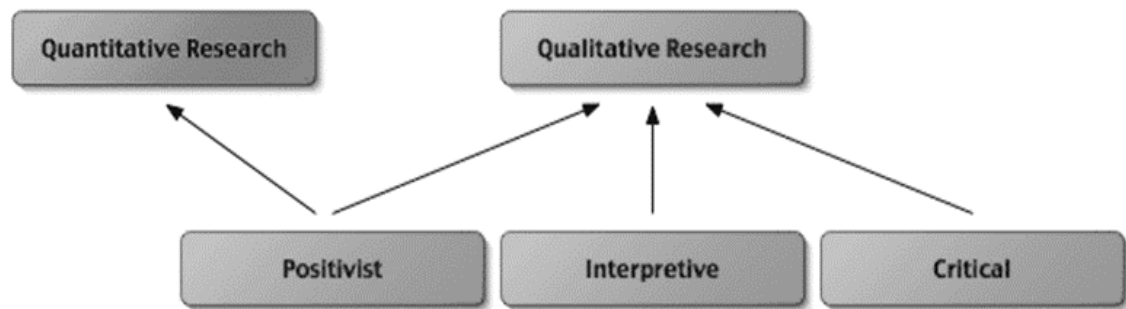 Quantitative Research
Qualitative Research
Positivist
Interpretive
Critical